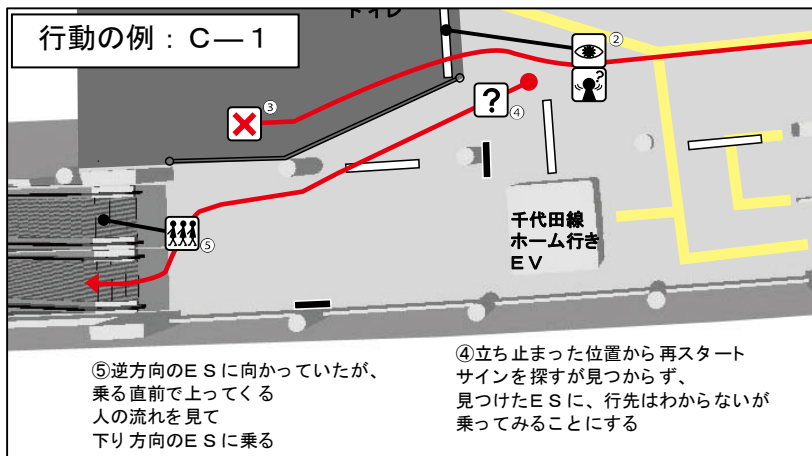 行動の例：Ｃ―１
トイレ
②
?
③
?
④
⑤
千代田線
ホーム行き
ＥＶ
⑤逆方向のＥＳに向かっていたが、
乗る直前で上ってくる
人の流れを見て
下り方向のＥＳに乗る
④立ち止まった位置から再スタート
サインを探すが見つからず、
見つけたＥＳに、行先はわからないが
乗ってみることにする